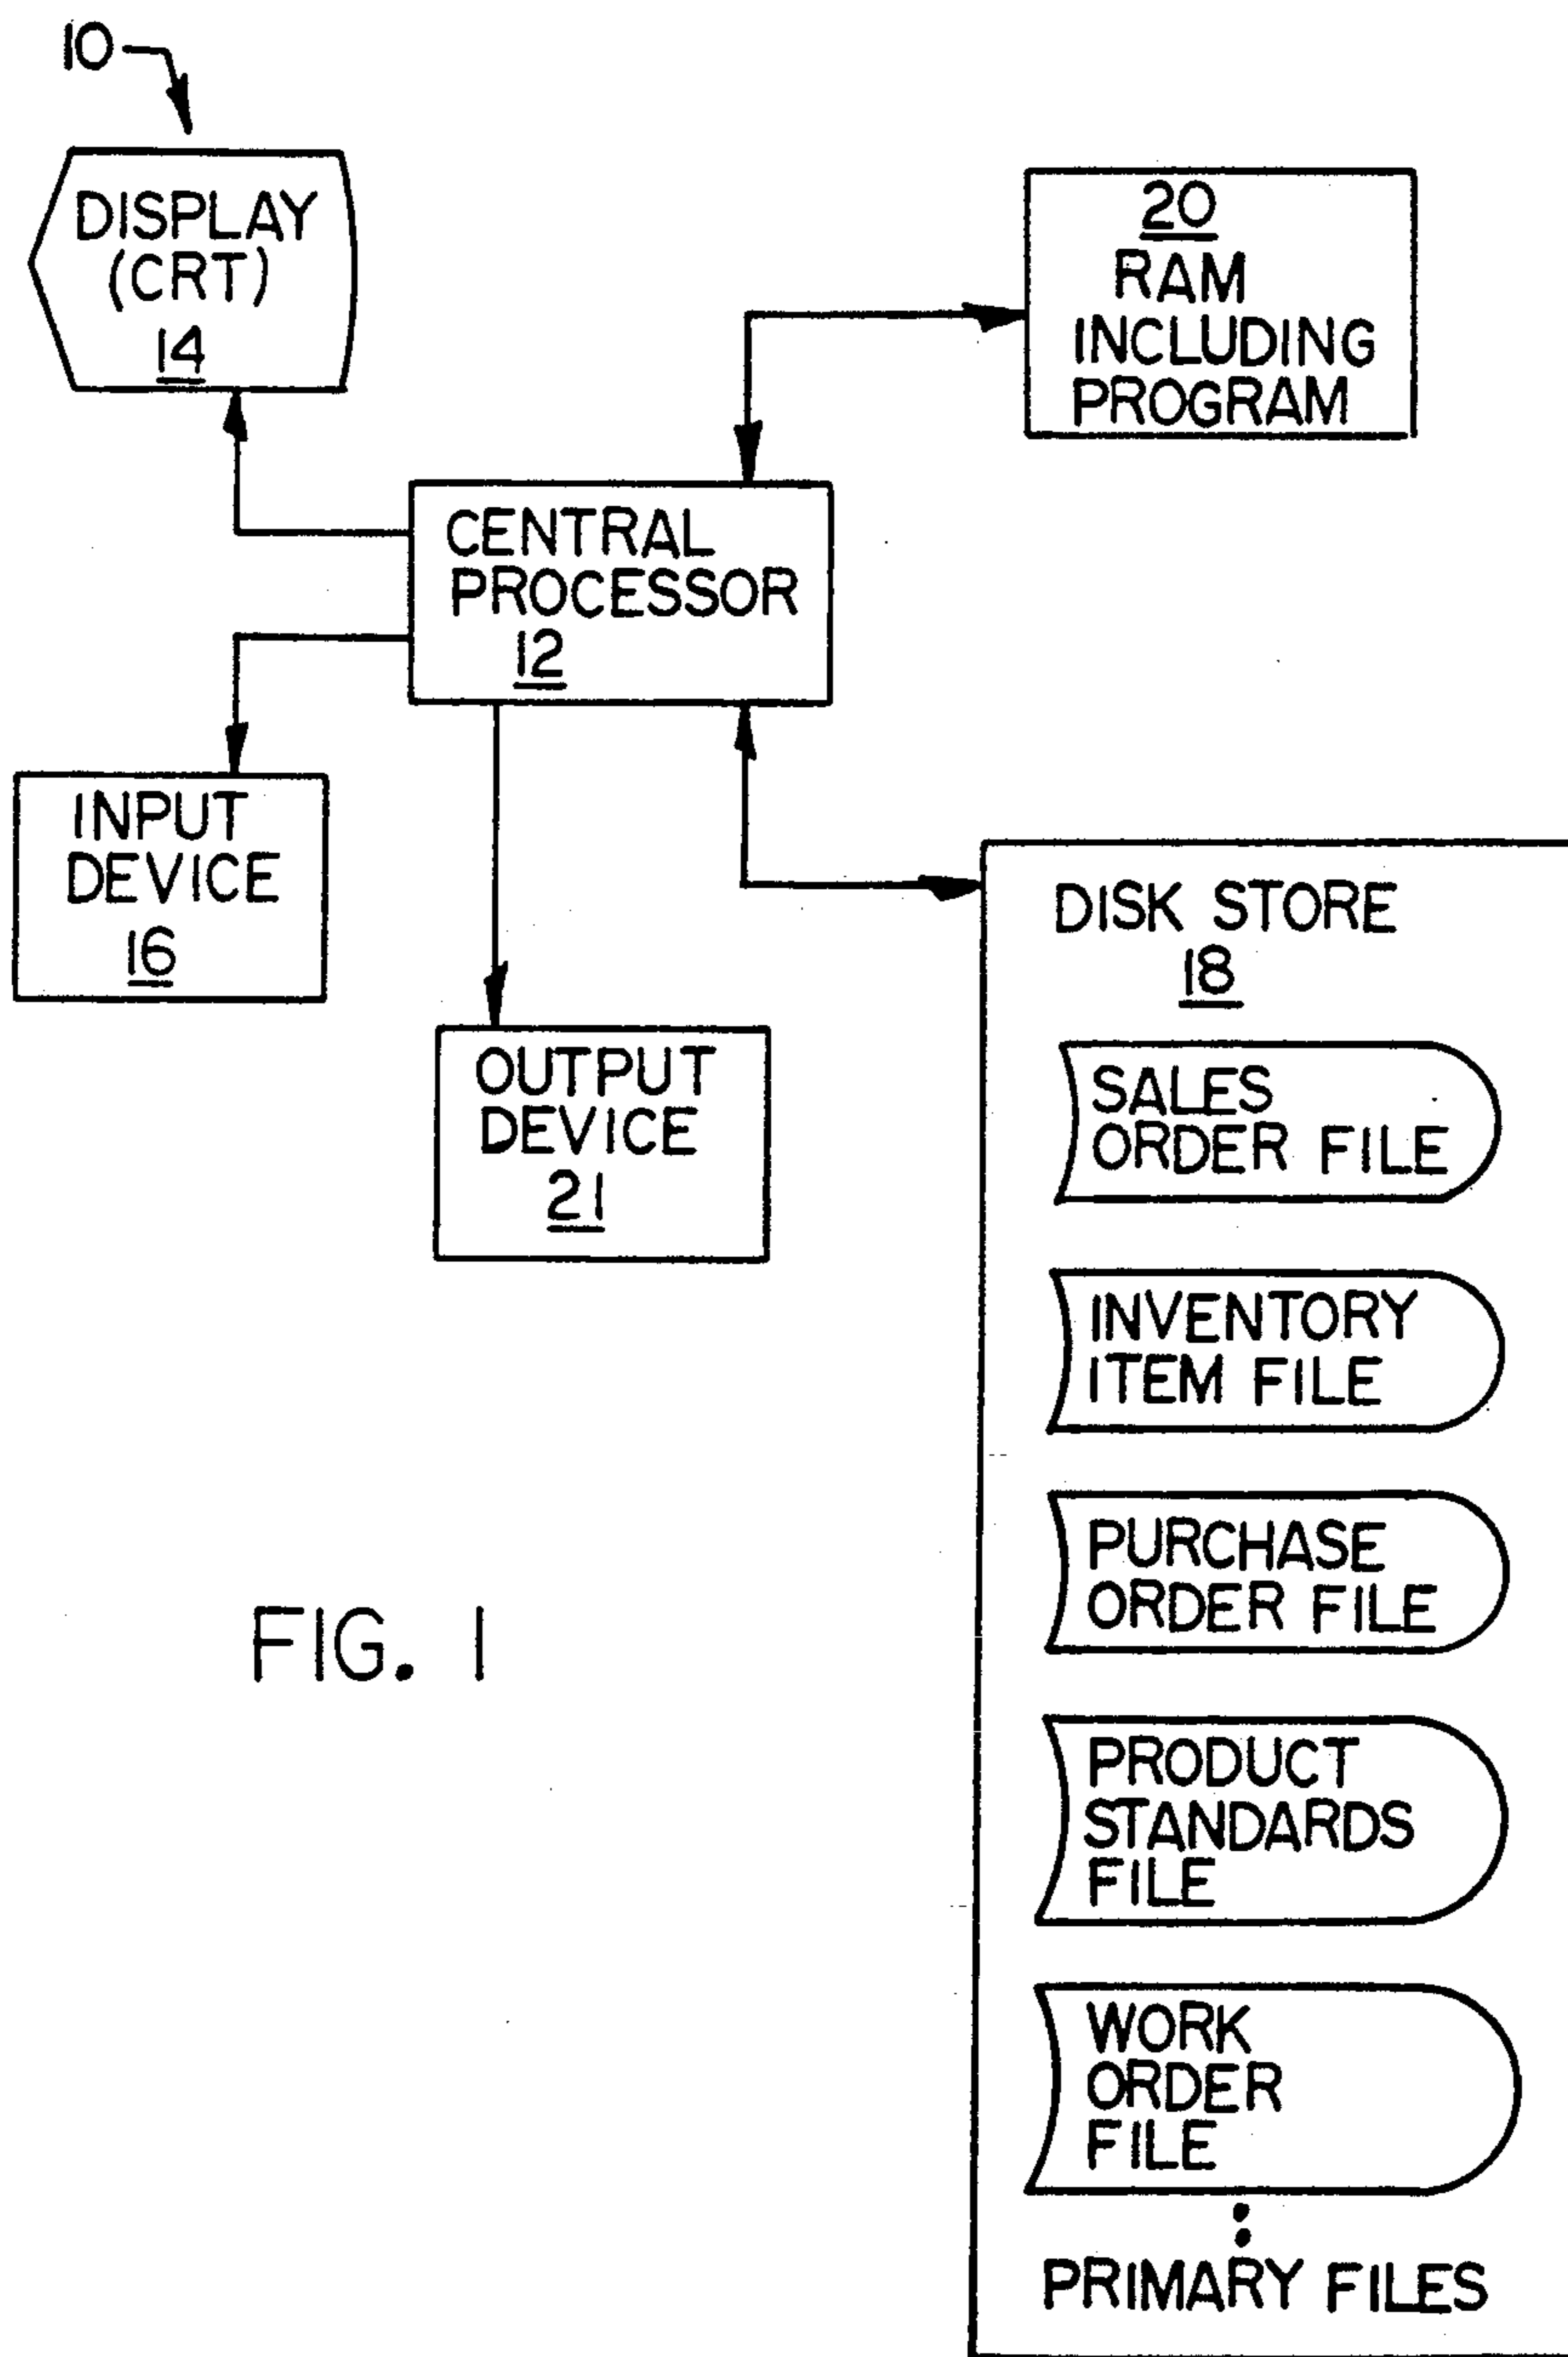 10
DISPLAY
(CRT)
14
20
RAM
INCLUDING
PROGRAM
CENTRAL
PROCESSOR
12
INPUT
DEVICE
16
OUTPUT
DEVICE
21
DISK STORE
18
SALES
ORDER FILE
INVENTORY
ITEM FILE
PURCHASE
ORDER FILE
PRODUCT
STANDARDS
FILE
WORK
ORDER
FILE
PRIMARY FILES
FIG. 1